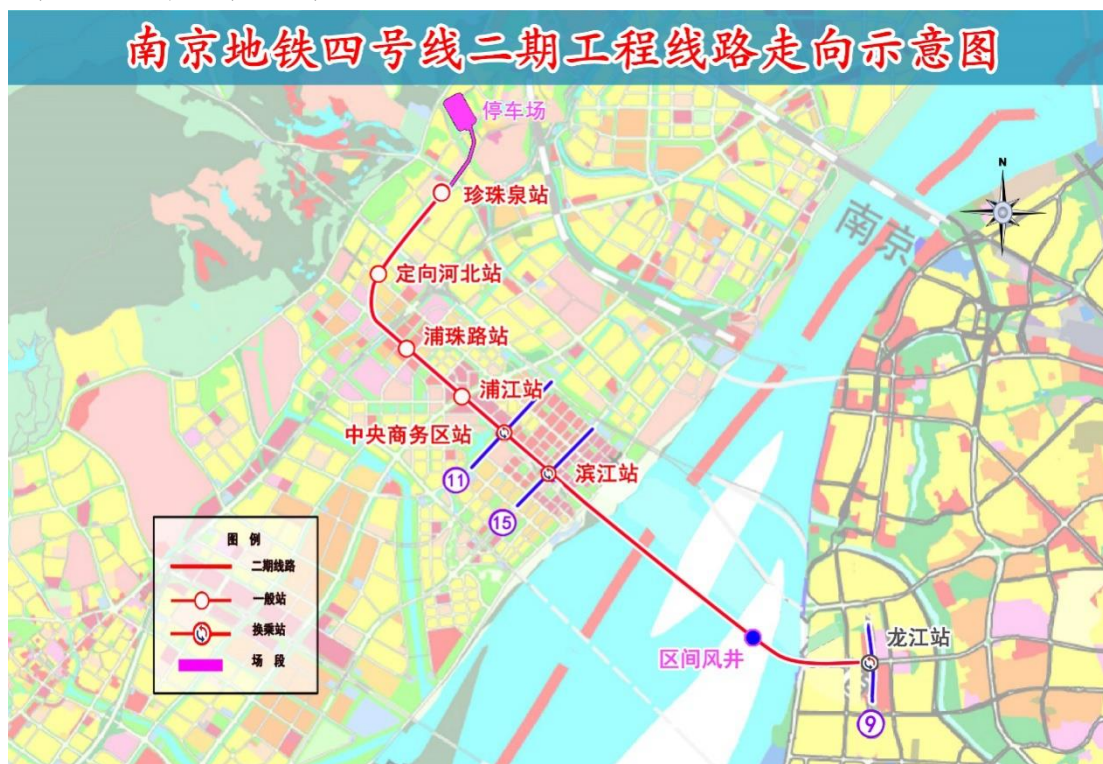 南京地铁四号线二期工程线路走向示意图
停车场
珍珠泉站
N
南京
定向河北站
浦珠路站
浦江站
中央商务区站
滨江站
11
15
图 例
二期线路
一般站
换乘站
场 段
龙江站
区间风井
9